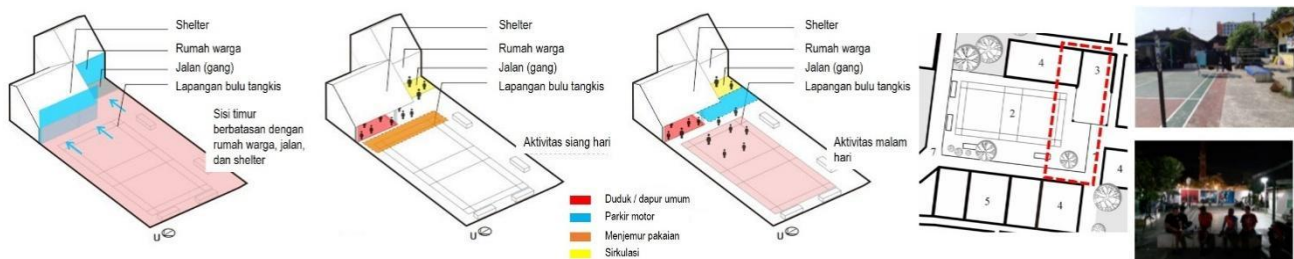 Shelter
Rumah warga
Jalan (gang)
Lapangan bulu tangkis
Sisi timur
berbatasan dengan
rumah warga, jalan,
dan shelter
U
Shelter
Rumah warga
Jalan (gang)
Lapangan bulu tangkis
Aktivitas siang hari
U
Duduk / dapur umum
Parkir motor
Menjemur pakaian
Sirkulasi
Shelter
Rumah warga
Jalan (gang)
Lapangan bulu tangkis
Aktivitas malam
hari
U
4
3
2
7
4
5
4